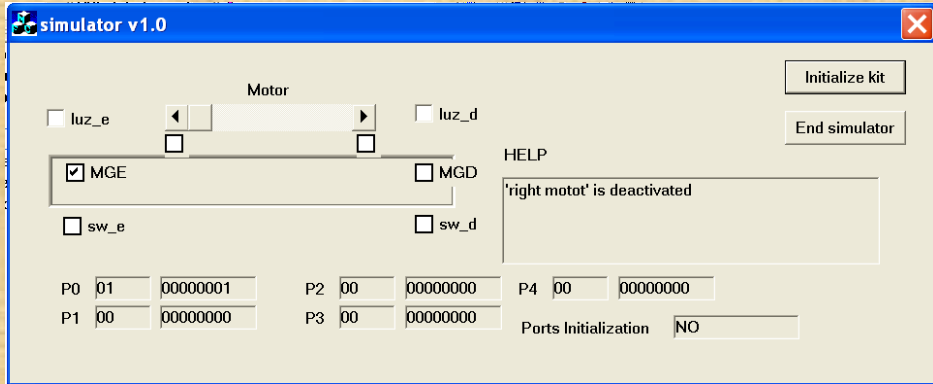 simulator v1.0
Initialize kit
Motor
luz_e
luz_d
End simulator
HELP
MGE
MGD
'right motot' is deactivated
sw_e
sw_d
P0 01 00000001 P2 00 00000000 P4 00 00000000
P1 00 00000000 P3 00 00000000 Ports Initialization NO